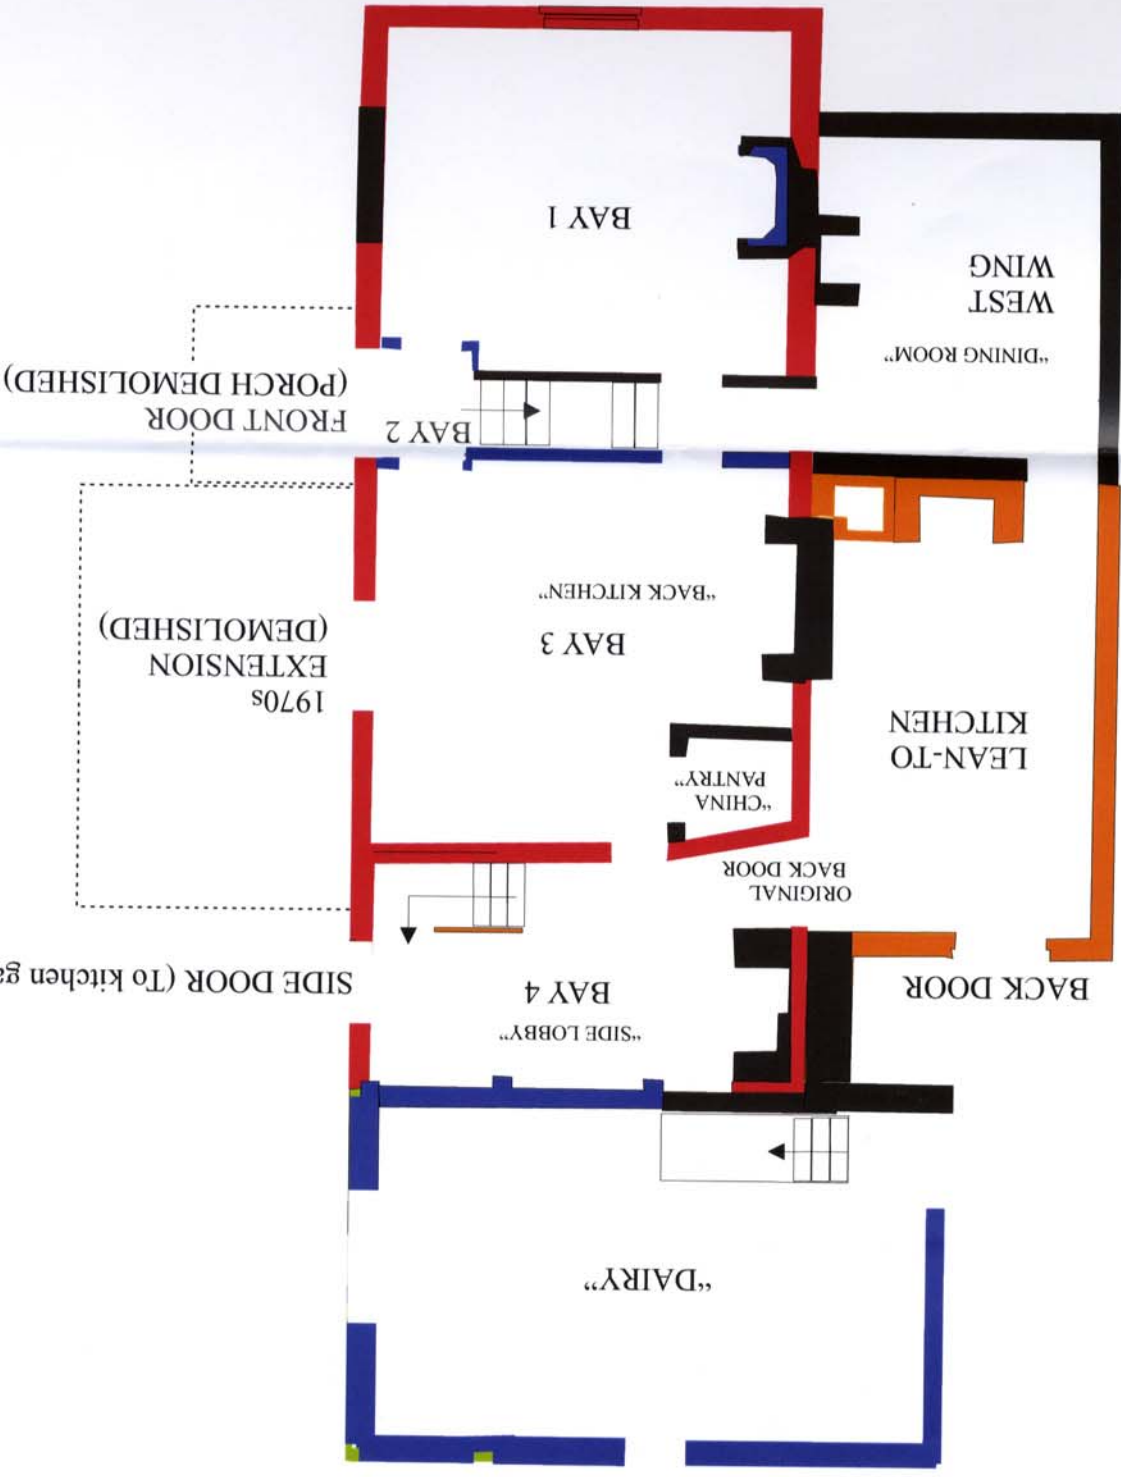 “DAIRY”
“SIDE LOBBY”
BAY 4
BACK DOOR
SIDE DOOR (To kitchen ga
ORIGINAL
BACK DOOR
“CHINA
PANTRY”
LEAN-TO
KITCHEN
1970s
EXTENSION
(DEMOLISHED)
BAY 3
“BACK KITCHEN”
BAY 2
FRONT DOOR
(PORCH DEMOLISHED)
“DINING ROOM”
WEST
WING
BAY 1